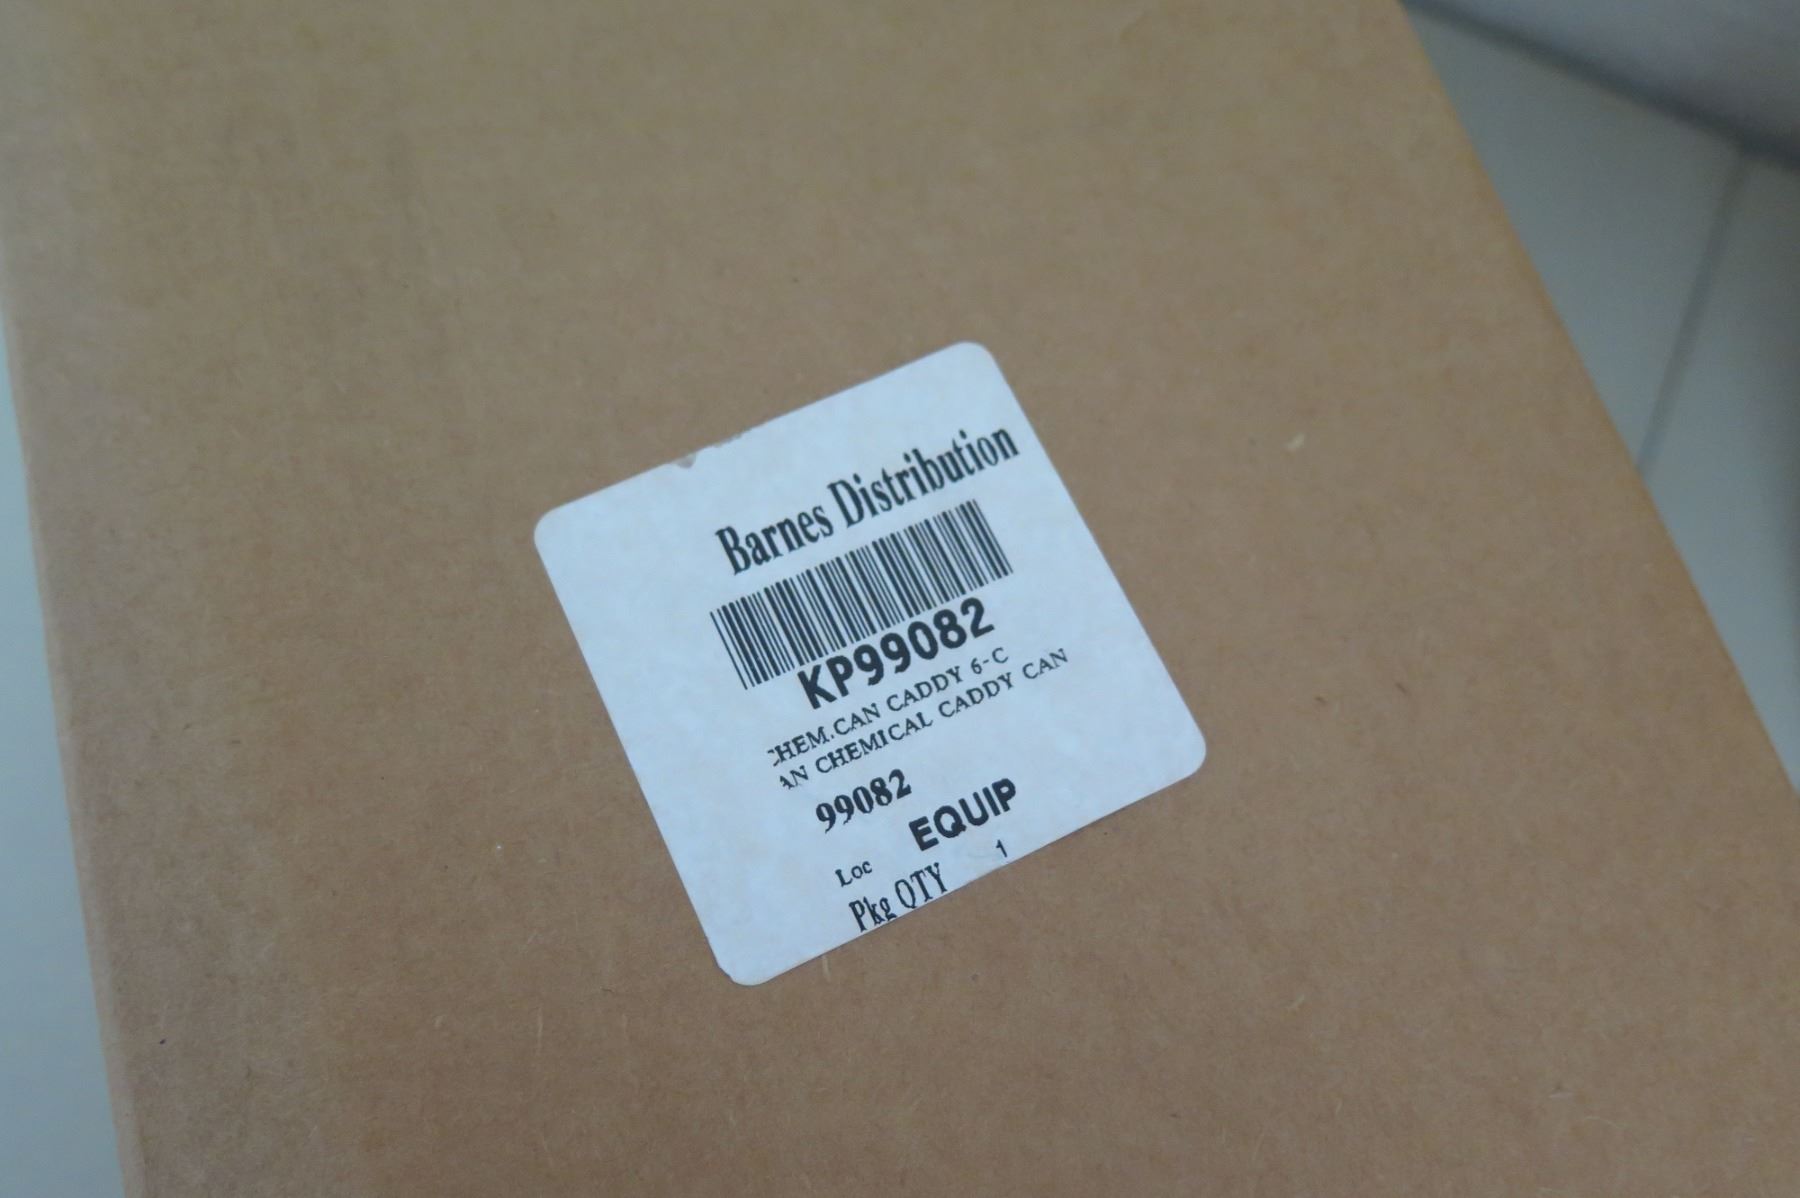 Barnes Distribution
KP99082
CHEM.CAN CADDY 6-C
AN CHEMICAL CADDY CAN
99082
Loc EQUIP
Pkg QTY 1